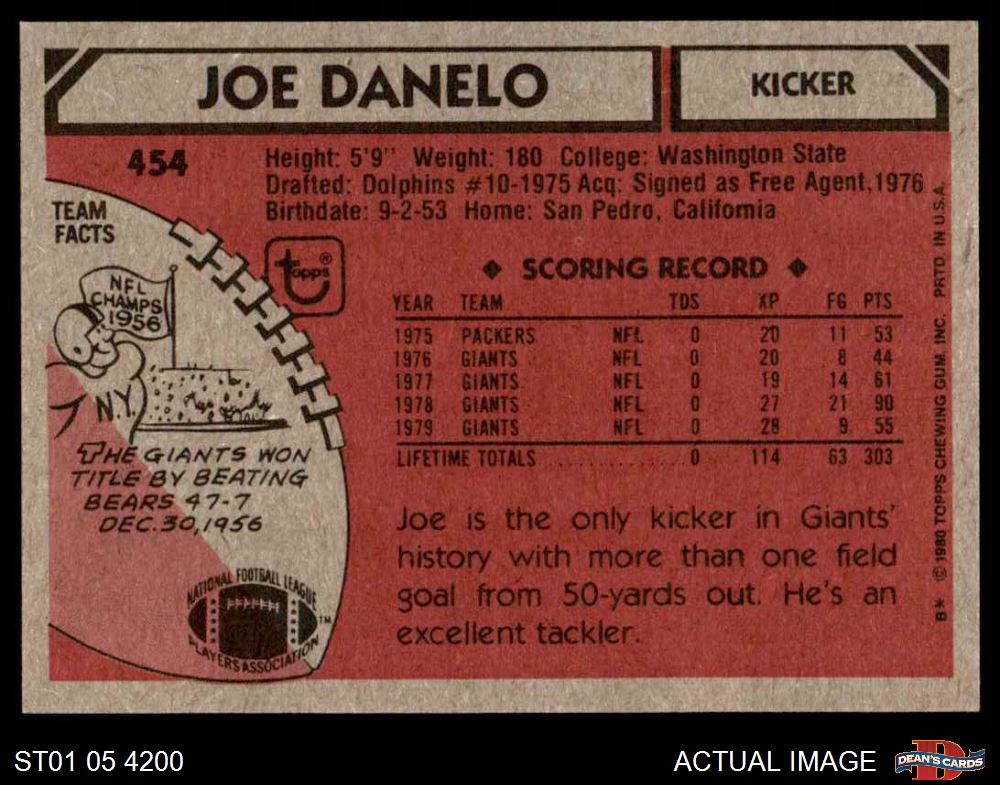 JOE DANELO
KICKER
454
Height: 5'9" Weight: 180 College: Washington State
Drafted: Dolphins #10-1975 Acq: Signed as Free Agent,1976
Birthdate: 9-2-53 Home: San Pedro, California
TEAM
FACTS
NFL
CHAMPS
1956
N.Y.
THE GIANTS WON
TITLE BY BEATING
BEARS 47-7
DEC.30,1956
NATIONAL FOOTBALL LEAGUE
PLAYERS ASSOCIATION
TM
topps ®
◆ SCORING RECORD ◆
YEAR TEAM TDS XP FG PTS
1975 PACKERS NFL 0 20 11 53
1976 GIANTS NFL 0 20 8 44
1977 GIANTS NFL 0 19 14 61
1978 GIANTS NFL 0 27 21 90
1979 GIANTS NFL 0 28 9 55
LIFETIME TOTALS ............ 0 114 63 303
Joe is the only kicker in Giants'
history with more than one field
goal from 50-yards out. He's an
excellent tackler.
B* © 1980 TOPPS CHEWING GUM, INC. PRTD IN U.S.A.
ST01 05 4200
ACTUAL IMAGE
DEAN'S CARDS